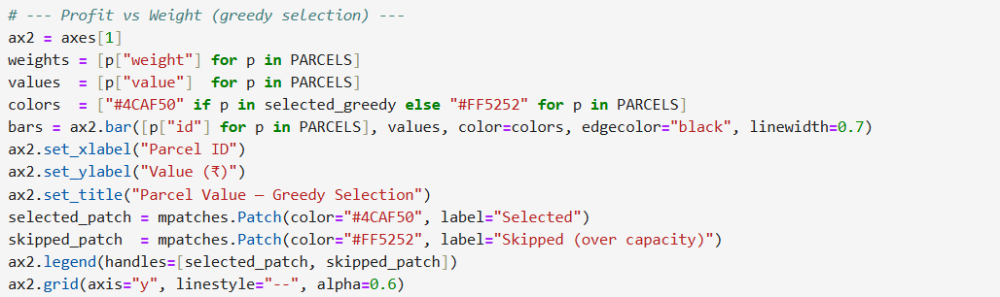 # --- Profit vs Weight (greedy selection) ---
ax2 = axes[1]
weights = [p["weight"] for p in PARCELS]
values  = [p["value"]  for p in PARCELS]
colors  = ["#4CAF50" if p in selected_greedy else "#FF5252" for p in PARCELS]
bars = ax2.bar([p["id"] for p in PARCELS], values, color=colors, edgecolor="black", linewidth=0.7)
ax2.set_xlabel("Parcel ID")
ax2.set_ylabel("Value (₹)")
ax2.set_title("Parcel Value — Greedy Selection")
selected_patch = mpatches.Patch(color="#4CAF50", label="Selected")
skipped_patch  = mpatches.Patch(color="#FF5252", label="Skipped (over capacity)")
ax2.legend(handles=[selected_patch, skipped_patch])
ax2.grid(axis="y", linestyle="--", alpha=0.6)